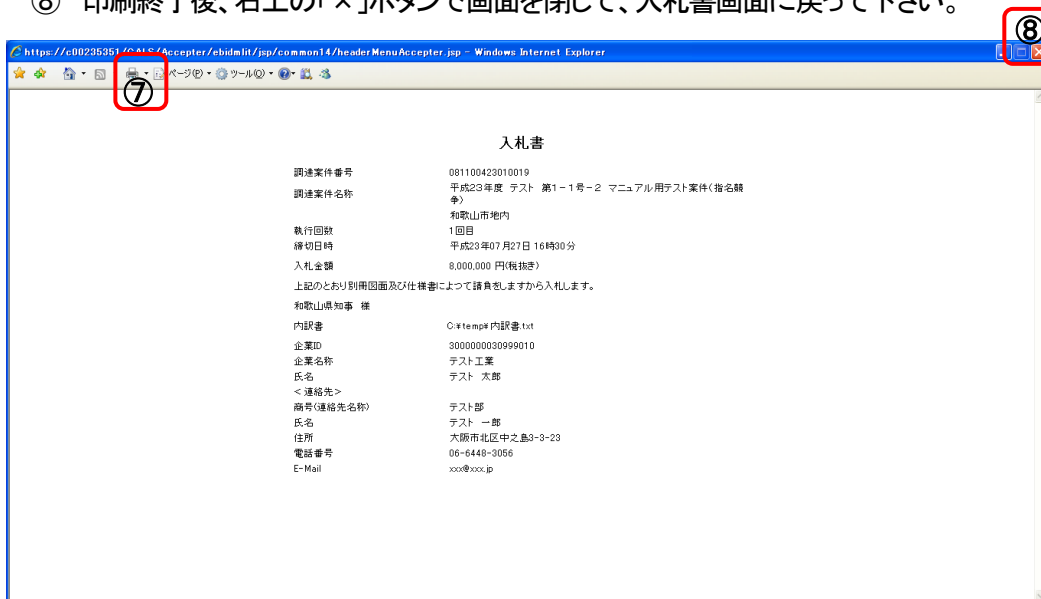 ⑧ 印刷終了後、右上の「×」ボタンで画面を閉じて、入札書画面に戻って下さい。
⑧
https://c00235351/CALS/Accepter/ebidmlit/jsp/common14/headerMenuAccepter.jsp - Windows Internet Explorer
ページ(P) ツール(O)
⑦
入札書
調達案件番号 081100423010019
調達案件名称 平成23年度 テスト 第1-1号-2 マニュアル用テスト案件(指名競
争)
和歌山市地内
執行回数 1回目
締切日時 平成23年07月27日 16時30分
入札金額 8,000,000 円(税抜き)
上記のとおり別冊図面及び仕様書によつて請負をしますから入札します。
和歌山県知事 様
内訳書 C:¥temp¥内訳書.txt
企業ID 3000000030999010
企業名称 テスト工業
氏名 テスト 太郎
<連絡先>
商号(連絡先名称) テスト部
氏名 テスト 一郎
住所 大阪市北区中之島3-3-23
電話番号 06-6448-3056
E-Mail xxx@xxx.jp